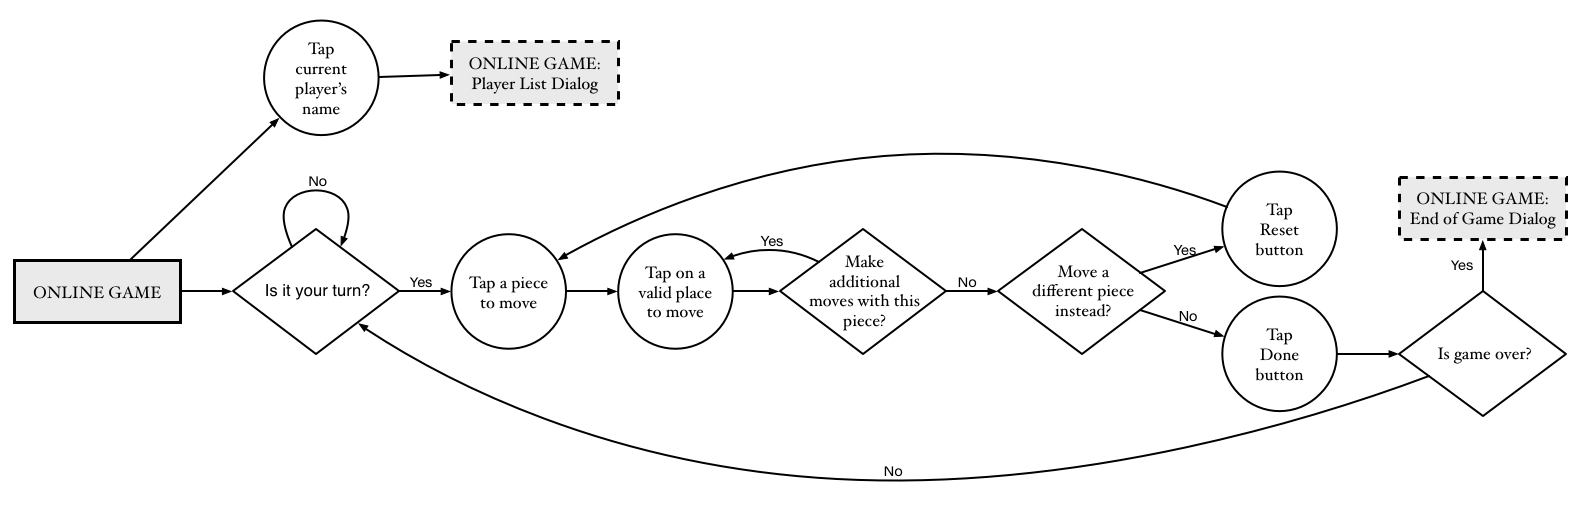 Tap
current
player's
name
ONLINE GAME:
Player List Dialog
No
ONLINE GAME
Is it your turn?
Yes
Tap a piece
to move
Tap on a
valid place
to move
Yes
Make
additional
moves with this
piece?
No
Move a
different piece
instead?
Yes
No
Tap
Reset
button
Tap
Done
button
ONLINE GAME:
End of Game Dialog
Yes
Is game over?
No